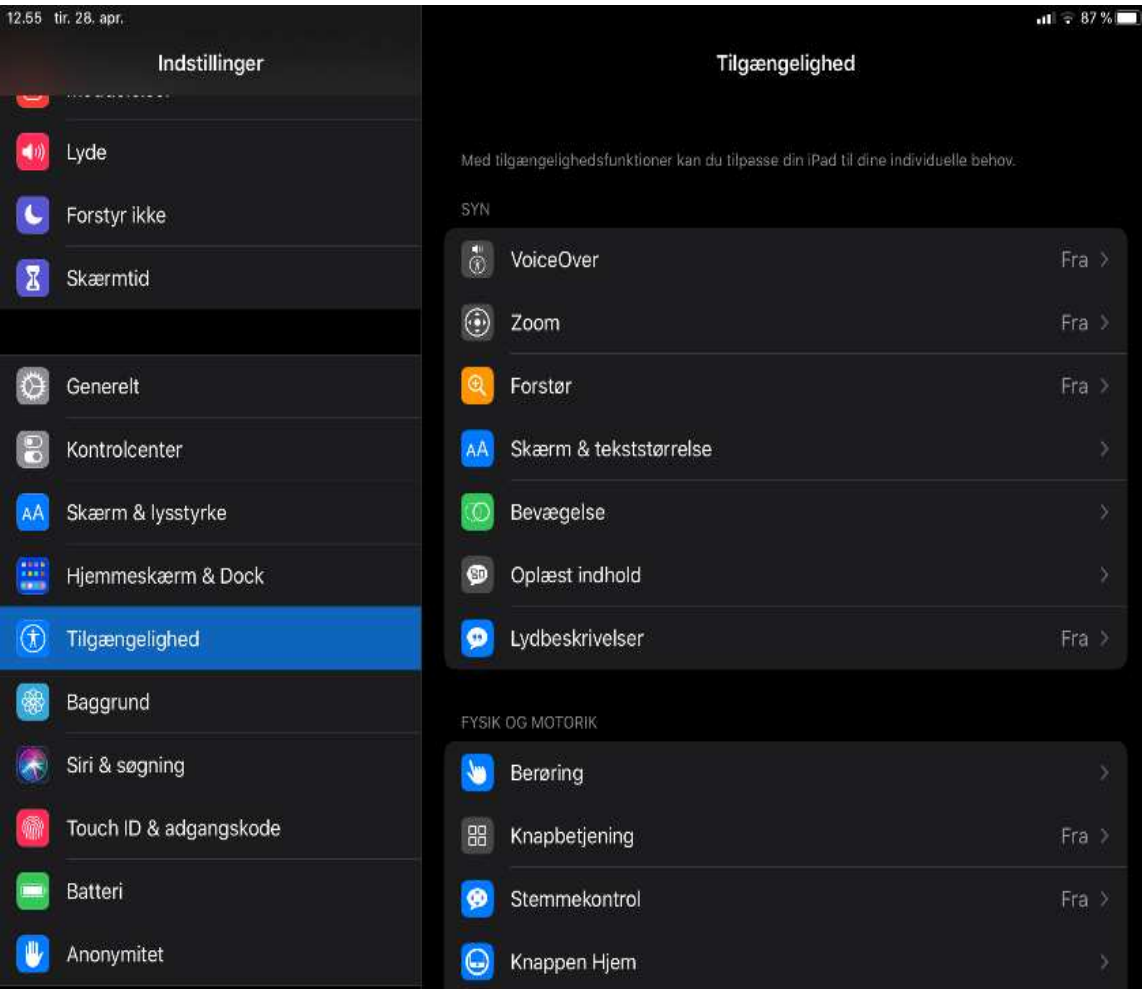 12.55 tir. 28. apr.
87 %
Indstillinger
Lyde
Forstyr ikke
Skærmtid
Generelt
Kontrolcenter
Skærm & lysstyrke
Hjemmeskærm & Dock
Tilgængelighed
Baggrund
Siri & søgning
Touch ID & adgangskode
Batteri
Anonymitet
Tilgængelighed
Med tilgængelighedsfunktioner kan du tilpasse din iPad til dine individuelle behov.
SYN
VoiceOver Fra
Zoom Fra
Forstør Fra
Skærm & tekststørrelse
Bevægelse
Oplæst indhold
Lydbeskrivelser Fra
FYSIK OG MOTORIK
Berøring
Knapbetjening Fra
Stemmekontrol Fra
Knappen Hjem